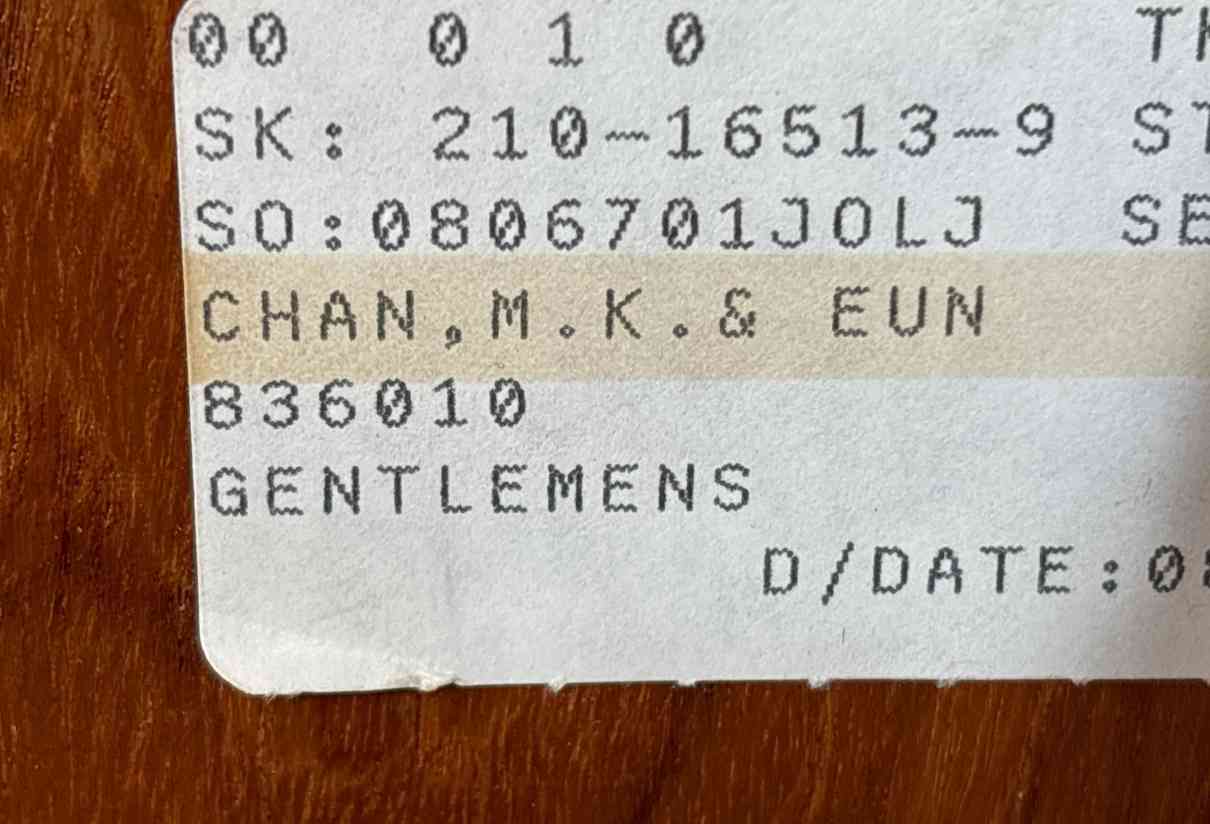 00 0 1 0
SK: 210-16513-9
SO:0806701JOLJ
CHAN,M.K.& EUN
836010
GENTLEMENS
D/DATE: